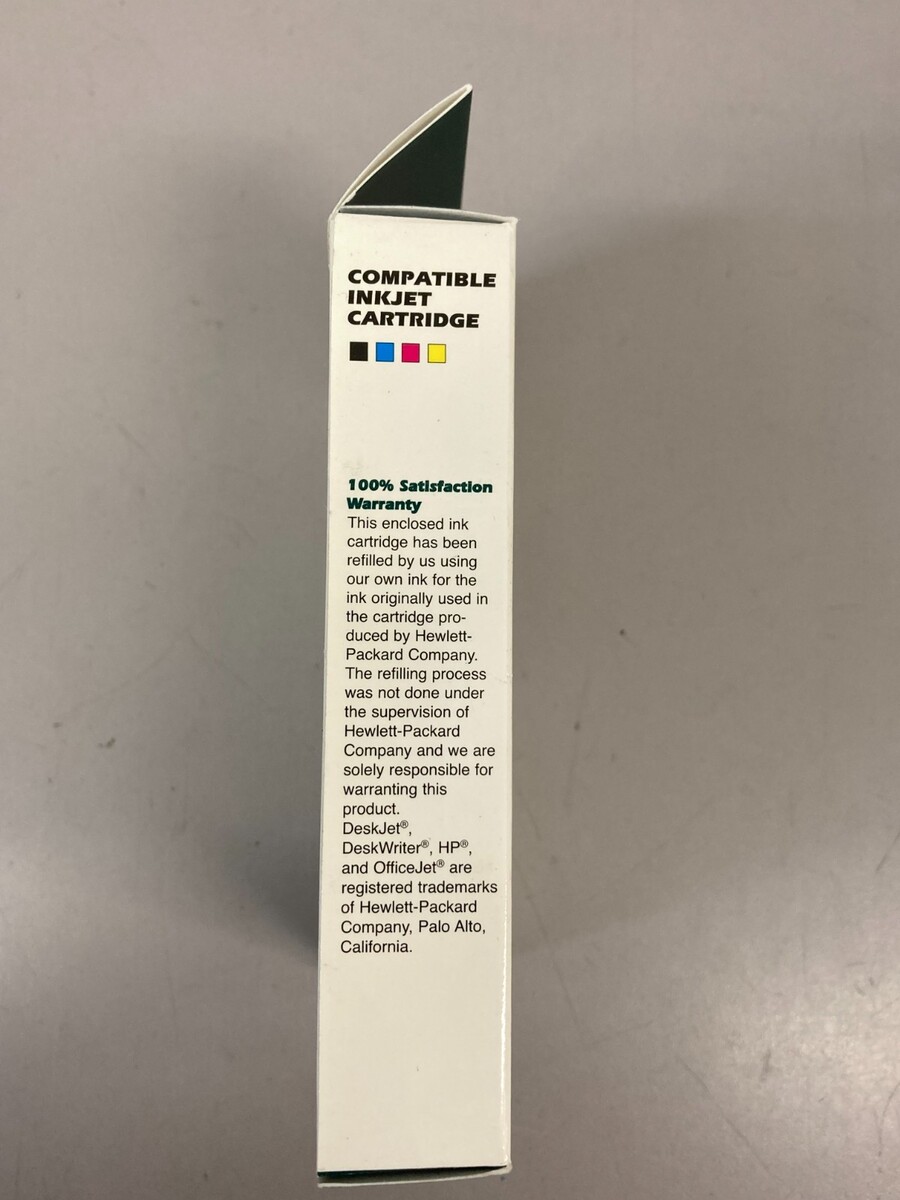 COMPATIBLE
INKJET
CARTRIDGE
100% Satisfaction
Warranty
This enclosed ink
cartridge has been
refilled by us using
our own ink for the
ink originally used in
the cartridge pro-
duced by Hewlett-
Packard Company.
The refilling process
was not done under
the supervision of
Hewlett-Packard
Company and we are
solely responsible for
warranting this
product.
DeskJet®,
DeskWriter®, HP®,
and OfficeJet® are
registered trademarks
of Hewlett-Packard
Company, Palo Alto,
California.